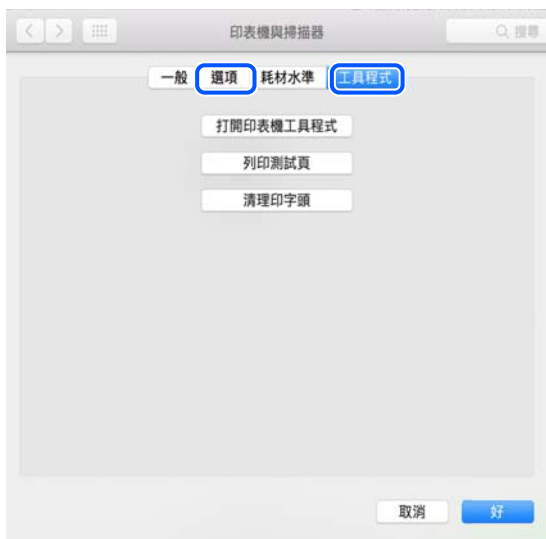 印表機與掃描器
搜尋
一般 選項 耗材水準 工具程式
打開印表機工具程式
列印測試頁
清理印字頭
取消 好